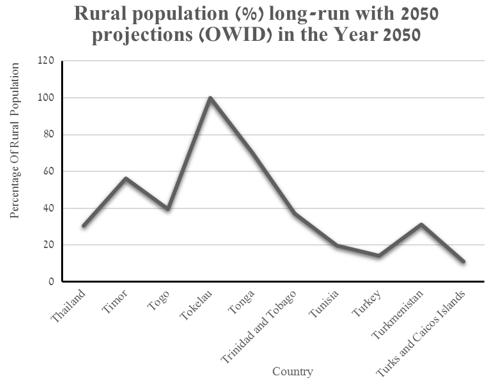 Rural population (%) long-run with 2050
projections (OWID) in the Year 2050
Percentage Of Rural Population
120
100
80
60
40
20
0
Thailand
Timor
Togo
Tokelau
Tonga
Trinidad and Tobago
Tunisia
Turkey
Turkmenistan
Turks and Caicos Islands
Country